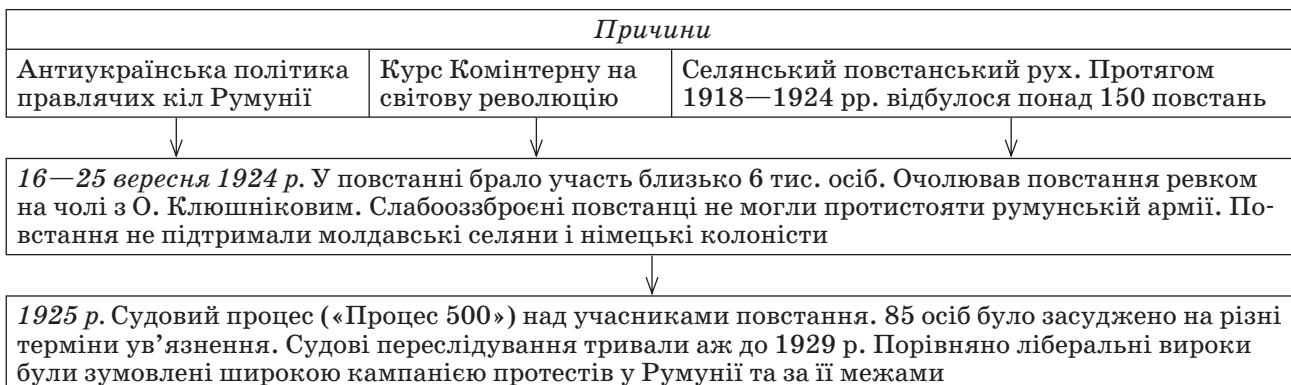 Причини
Антиукраїнська політика
правлячих кіл Румунії
Курс Комінтерну на
світову революцію
Селянський повстанський рух. Протягом
1918—1924 рр. відбулося понад 150 повстань
16—25 вересня 1924 р. У повстанні брало участь близько 6 тис. осіб. Очолював повстання ревком
на чолі з О. Клюшніковим. Слабооззброєні повстанці не могли протистояти румунській армії. По-
встання не підтримали молдавські селяни і німецькі колоністи
1925 р. Судовий процес («Процес 500») над учасниками повстання. 85 осіб було засуджено на різні
терміни ув’язнення. Судові переслідування тривали аж до 1929 р. Порівняно ліберальні вироки
були зумовлені широкою кампанією протестів у Румунії та за її межами